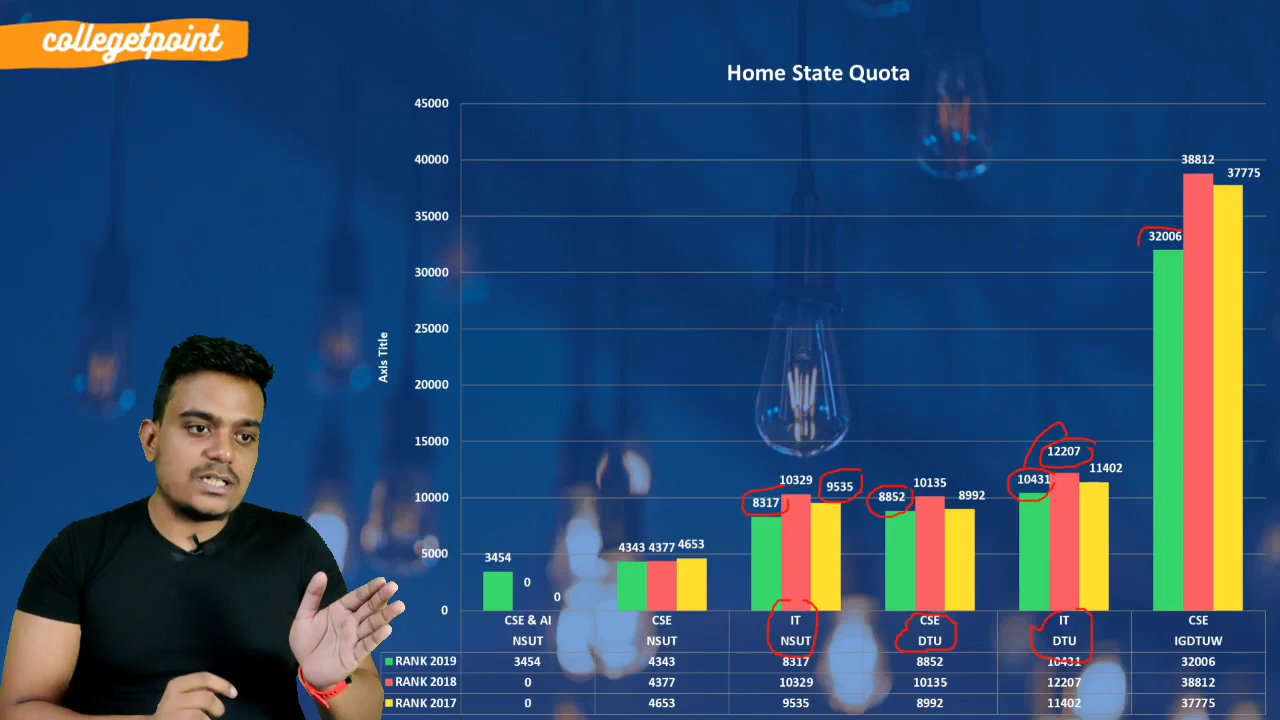 collegetpoint
Home State Quota
45000
40000
35000
30000
25000
20000
15000
10000
5000
0
Axis Title
3454
0
0
4343 4377 4653
8317
10329
9535
8852
10135
8992
10431
12207
11402
32006
38812
37775
CSE & AI NSUT
CSE NSUT
IT NSUT
CSE DTU
IT DTU
CSE IGDTUW
RANK 2019 3454 4343 8317 8852 10431 32006
RANK 2018 0 4377 10329 10135 12207 38812
RANK 2017 0 4653 9535 8992 11402 37775